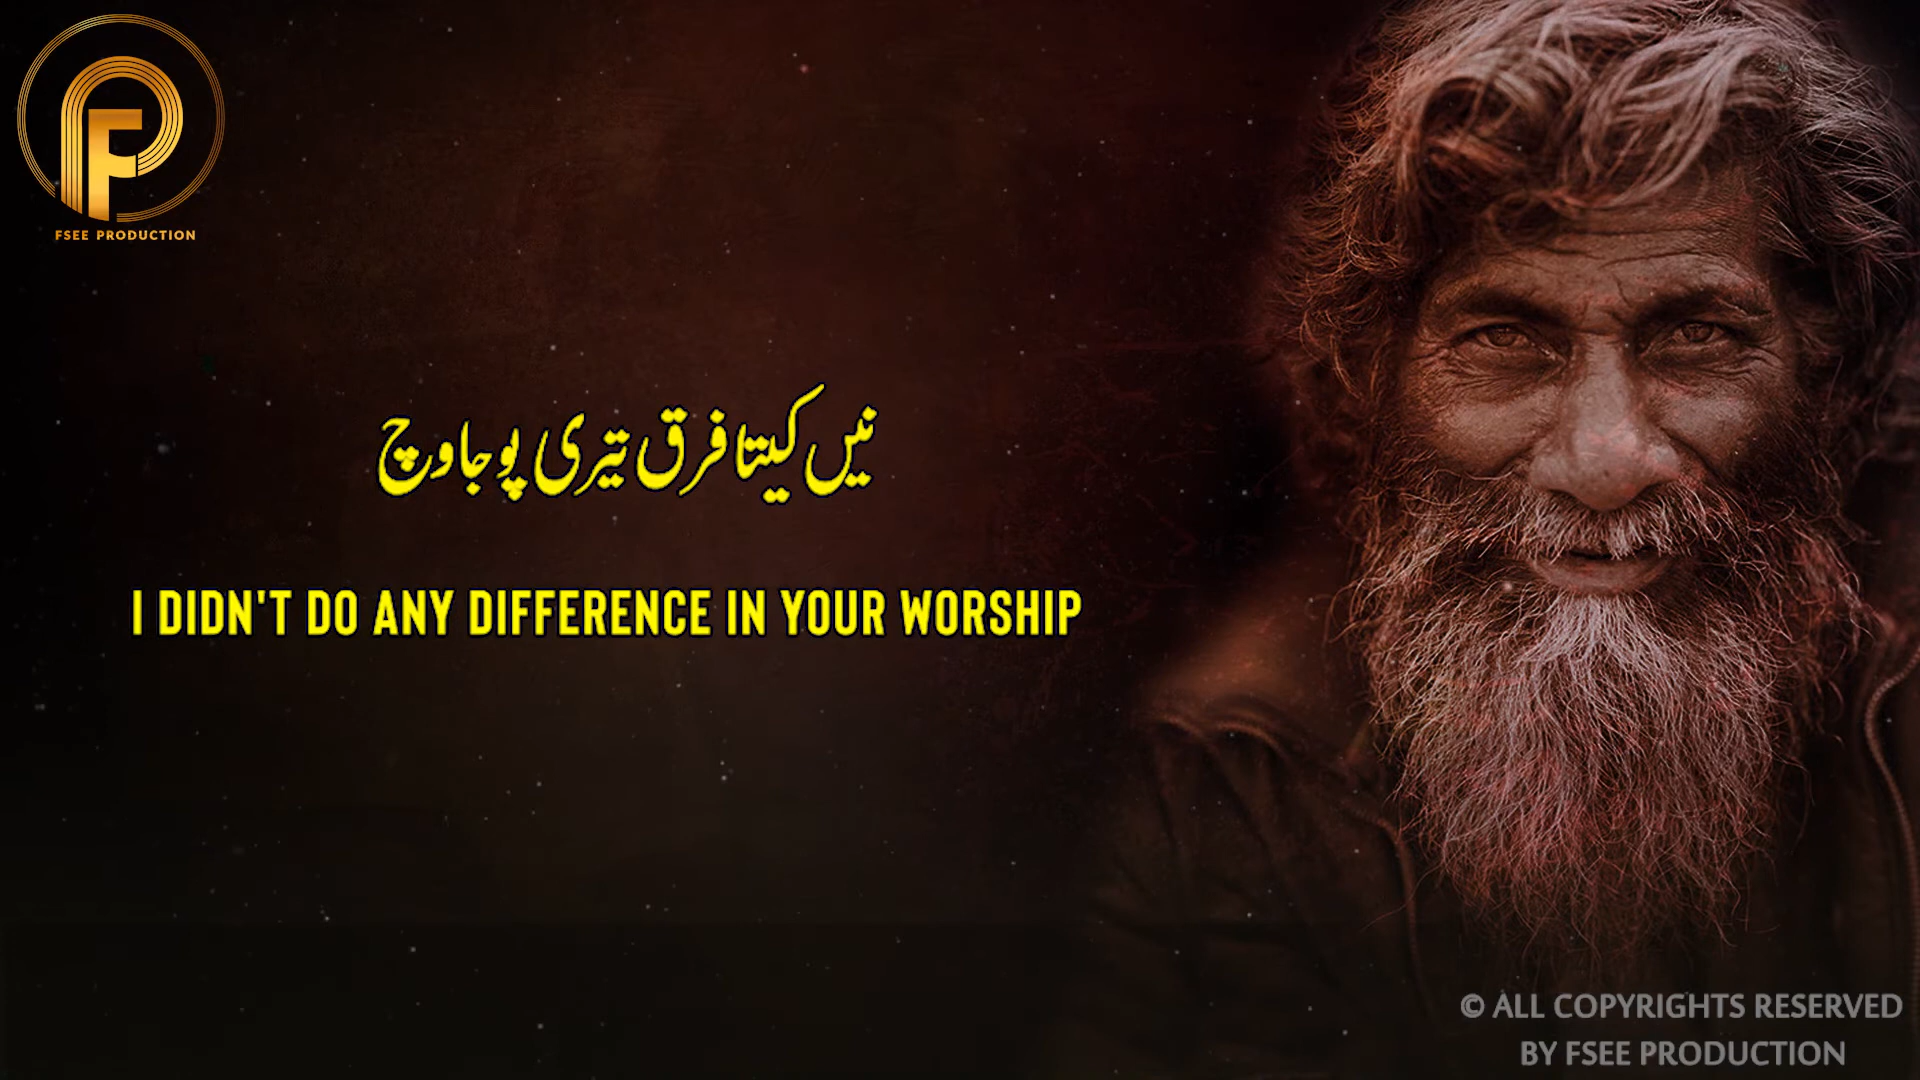 FSEE PRODUCTION
نیں کیتا فرق تیری پوجا وچ
I DIDN'T DO ANY DIFFERENCE IN YOUR WORSHIP
© ALL COPYRIGHTS RESERVED
BY FSEE PRODUCTION